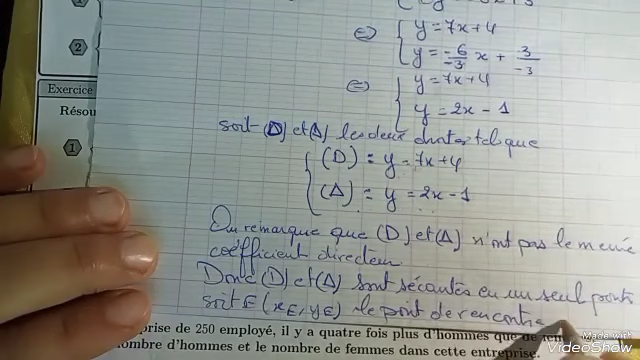 ⇔ { y = 7x + 4
{ y = -6/-3 x + 3/-3
⇔ { y = 7x + 4
{ y = 2x - 1
Exercice
Résou
1
2
soit (D) et (Δ) les deux droites tel que
{ (D) : y = 7x + 4
{ (Δ) : y = 2x - 1
On remarque que (D) et (Δ) n'ont pas le même
coéfficient directeur.
Donc (D) et (Δ) sont sécantes en un seul point
soit E (xE, yE) le point de rencontre
prise de 250 employé, il y a quatre fois plus d'hommes que de fem
ombre d'hommes et le nombre de femmes dans cette entreprise.
Made with
VideoShow